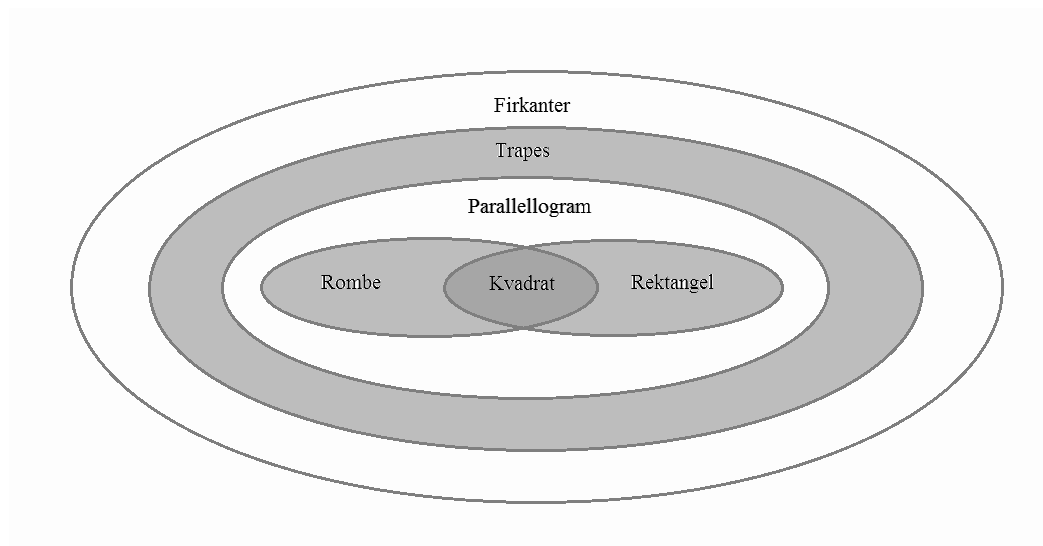 Firkanter
Trapes
Parallellogram
Rombe
Kvadrat
Rektangel